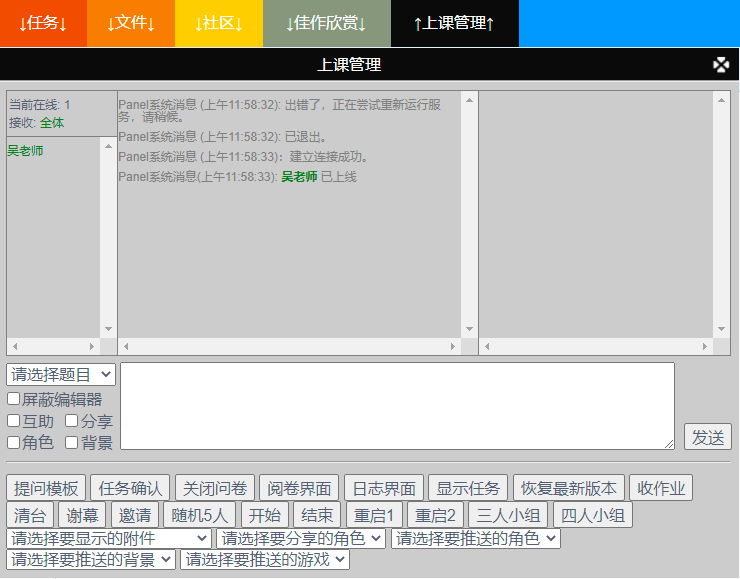 ↓任务↓ ↓文件↓ ↓社区↓ ↓佳作欣赏↓ ↑上课管理↑
上课管理
当前在线: 1
接收: 全体
吴老师
Panel系统消息 (上午11:58:32): 出错了，正在尝试重新运行服
务，请稍候。
Panel系统消息 (上午11:58:32): 已退出。
Panel系统消息 (上午11:58:33)：建立连接成功。
Panel系统消息(上午11:58:33): 吴老师 已上线
请选择题目
屏蔽编辑器
互助 分享
角色 背景
发送
提问模板 任务确认 关闭问卷 阅卷界面 日志界面 显示任务 恢复最新版本 收作业
清台 谢幕 邀请 随机5人 开始 结束 重启1 重启2 三人小组 四人小组
请选择要显示的附件 请选择要分享的角色 请选择要推送的角色
请选择要推送的背景 请选择要推送的游戏